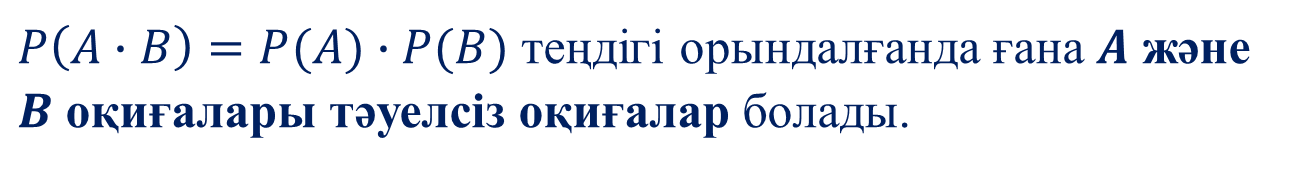 P(A · B) = P(A) · P(B) теңдігі орындалғанда ғана A және
B оқиғалары тәуелсіз оқиғалар болады.